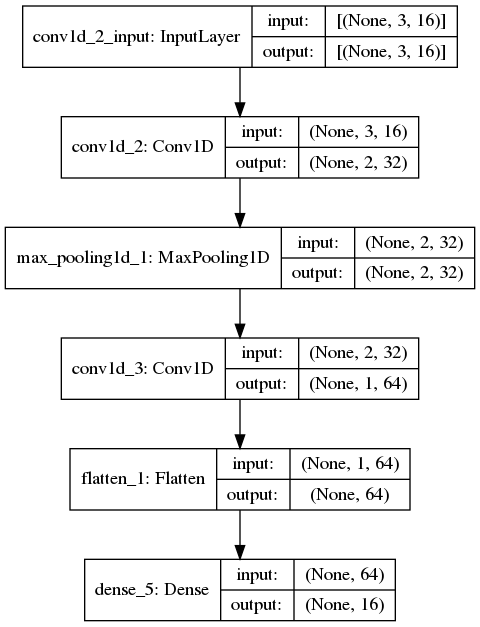 conv1d_2_input: InputLayer
input: [(None, 3, 16)]
output: [(None, 3, 16)]
conv1d_2: Conv1D
input: (None, 3, 16)
output: (None, 2, 32)
max_pooling1d_1: MaxPooling1D
input: (None, 2, 32)
output: (None, 2, 32)
conv1d_3: Conv1D
input: (None, 2, 32)
output: (None, 1, 64)
flatten_1: Flatten
input: (None, 1, 64)
output: (None, 64)
dense_5: Dense
input: (None, 64)
output: (None, 16)